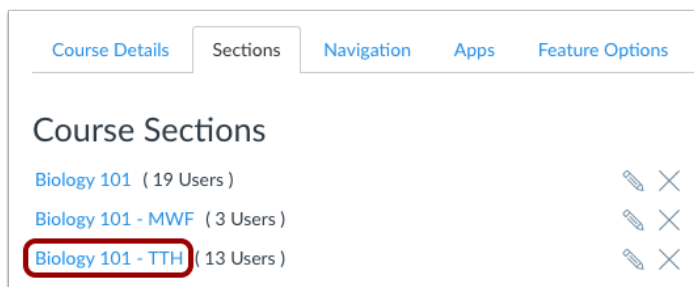 Course Details Sections Navigation Apps Feature Options
Course Sections
Biology 101 ( 19 Users )
Biology 101 - MWF ( 3 Users )
Biology 101 - TTH ( 13 Users )